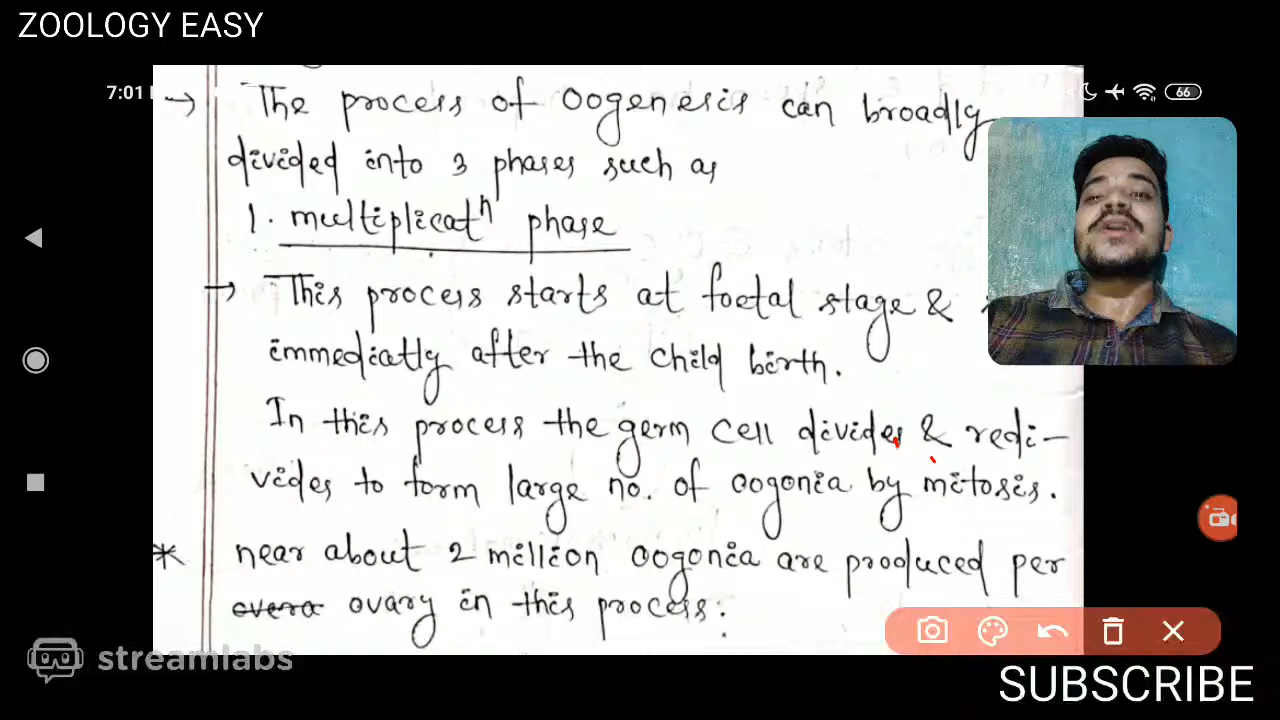 ZOOLOGY EASY
7:01
66
→ The process of oogenesis can broadly
divided into 3 phases such as
1. multiplicatⁿ phase
→ This process starts at foetal stage &
immediatly after the child birth.
In this process the germ cell divides & redi-
vides to form large no. of oogonia by mitosis.
* near about 2 million oogonia are produced per
ovary in this process.
streamlabs
SUBSCRIBE